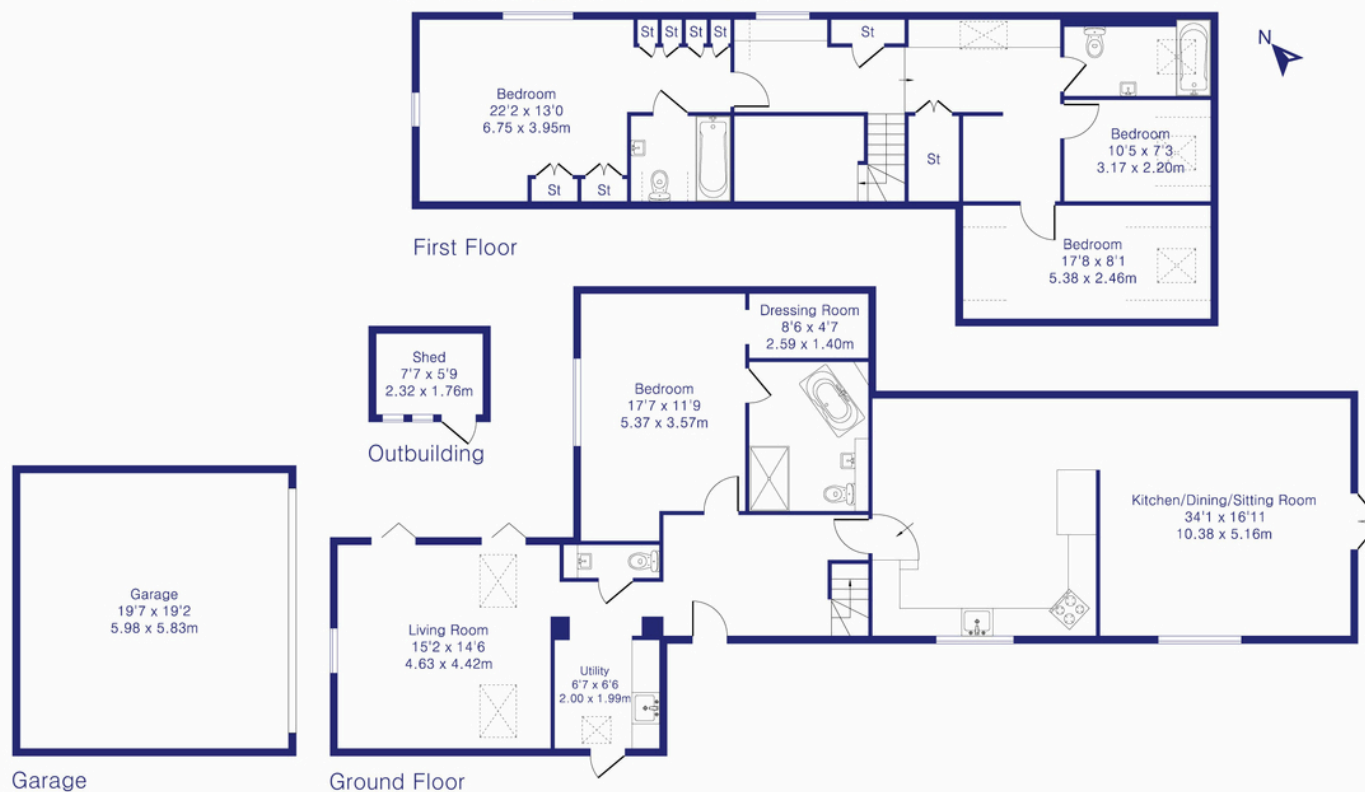 N
St
St
St
St
St
Bedroom
22'2 x 13'0
6.75 x 3.95m
St
St
St
Bedroom
10'5 x 7'3
3.17 x 2.20m
Bedroom
17'8 x 8'1
5.38 x 2.46m
First Floor
Shed
7'7 x 5'9
2.32 x 1.76m
Outbuilding
Dressing Room
8'6 x 4'7
2.59 x 1.40m
Bedroom
17'7 x 11'9
5.37 x 3.57m
Kitchen/Dining/Sitting Room
34'1 x 16'11
10.38 x 5.16m
Garage
19'7 x 19'2
5.98 x 5.83m
Living Room
15'2 x 14'6
4.63 x 4.42m
Utility
6'7 x 6'6
2.00 x 1.99m
Garage
Ground Floor